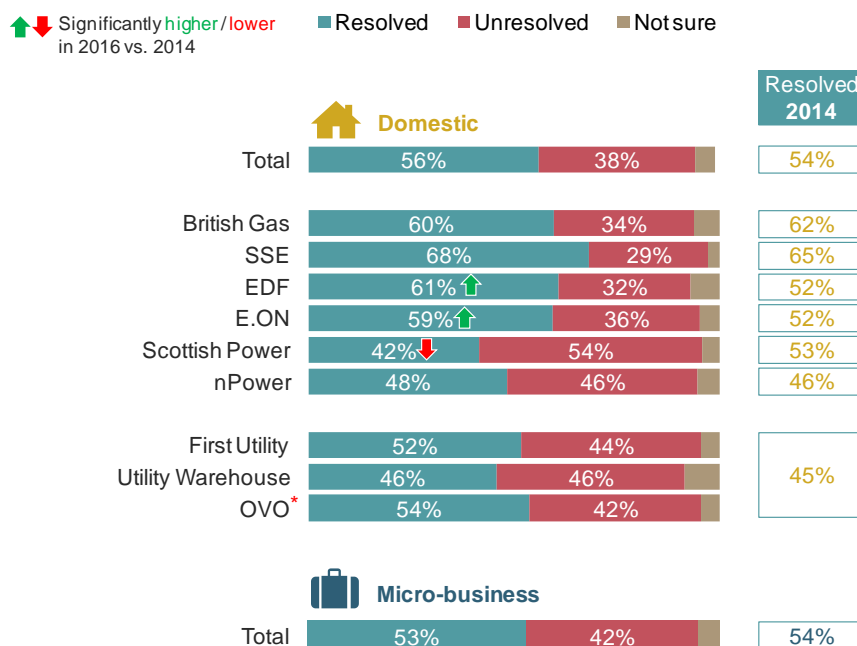 Significantly higher/lower
in 2016 vs. 2014
Resolved Unresolved Not sure
Resolved
2014
Domestic
Total 56% 38% 54%
British Gas 60% 34% 62%
SSE 68% 29% 65%
EDF 61% 32% 52%
E.ON 59% 36% 52%
Scottish Power 42% 54% 53%
nPower 48% 46% 46%
First Utility 52% 44%
Utility Warehouse 46% 46% 45%
OVO* 54% 42%
Micro-business
Total 53% 42% 54%